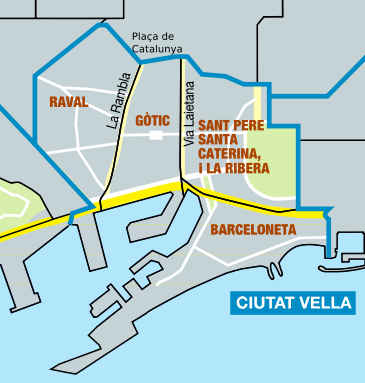 Plaça de
Catalunya
RAVAL
La Rambla
GÒTIC
Via Laietana
SANT PERE
SANTA
CATERINA,
I LA RIBERA
BARCELONETA
CIUTAT VELLA